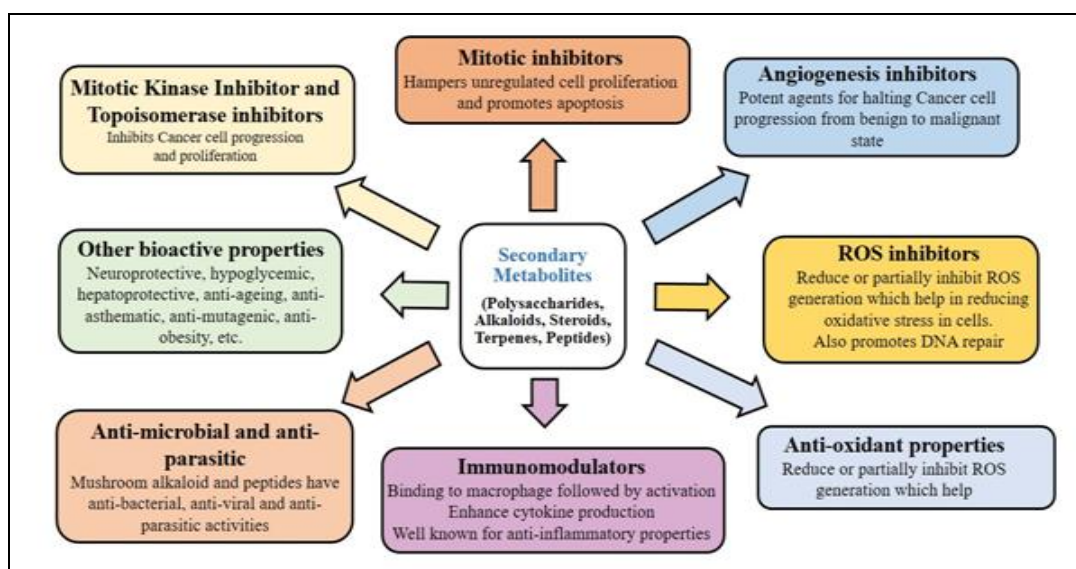 Mitotic inhibitors
Hampers unregulated cell proliferation
and promotes apoptosis
Mitotic Kinase Inhibitor and
Topoisomerase inhibitors
Inhibits Cancer cell progression
and proliferation
Angiogenesis inhibitors
Potent agents for halting Cancer cell
progression from benign to malignant
state
Other bioactive properties
Neuroprotective, hypoglycemic,
hepatoprotective, anti-ageing, anti-
asthematic, anti-mutagenic, anti-
obesity, etc.
Secondary
Metabolites
(Polysaccharides,
Alkaloids, Steroids,
Terpenes, Peptides)
ROS inhibitors
Reduce or partially inhibit ROS
generation which help in reducing
oxidative stress in cells.
Also promotes DNA repair
Anti-microbial and anti-
parasitic
Mushroom alkaloid and peptides have
anti-bacterial, anti-viral and anti-
parasitic activities
Immunomodulators
Binding to macrophage followed by activation
Enhance cytokine production
Well known for anti-inflammatory properties
Anti-oxidant properties
Reduce or partially inhibit ROS
generation which help